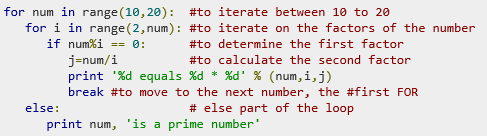 for num in range(10,20):  #to iterate between 10 to 20
   for i in range(2,num): #to iterate on the factors of the number
      if num%i == 0:      #to determine the first factor
         j=num/i          #to calculate the second factor
         print '%d equals %d * %d' % (num,i,j)
         break #to move to the next number, the #first FOR
   else:                  # else part of the loop
      print num, 'is a prime number'